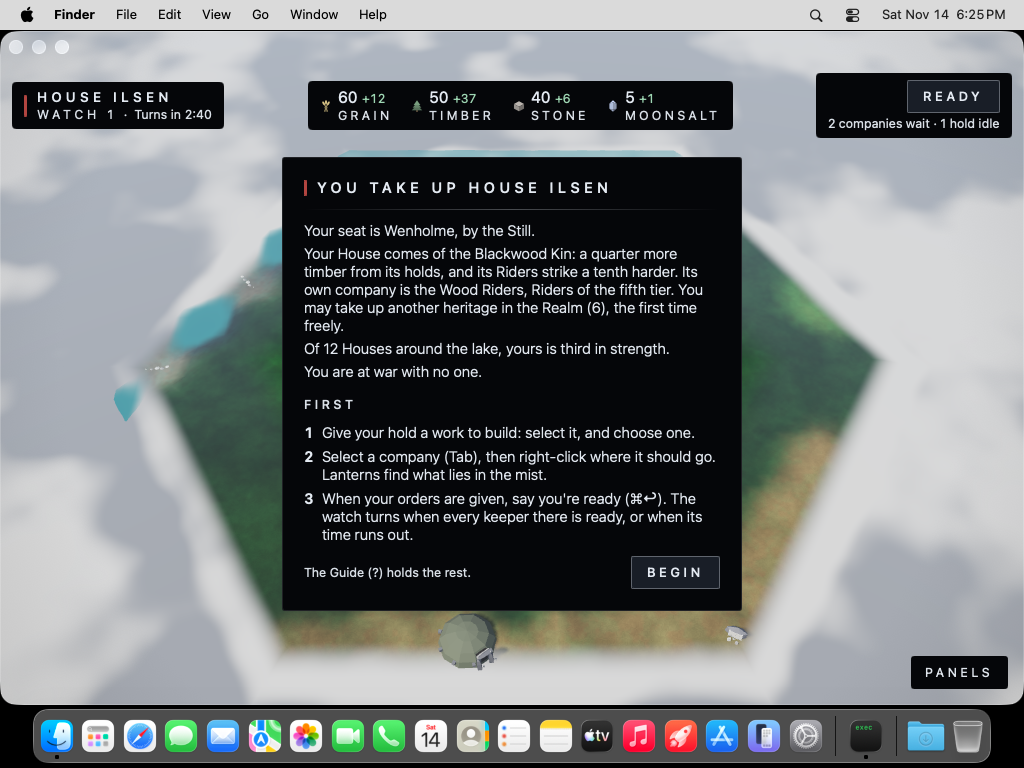 Finder File Edit View Go Window Help Sat Nov 14 6:25 PM
HOUSE ILSEN
WATCH 1 · Turns in 2:40
60 +12 50 +37 40 +6 5 +1
GRAIN TIMBER STONE MOONSALT
READY
2 companies wait · 1 hold idle
YOU TAKE UP HOUSE ILSEN
Your seat is Wenholme, by the Still.
Your House comes of the Blackwood Kin: a quarter more
timber from its holds, and its Riders strike a tenth harder. Its
own company is the Wood Riders, Riders of the fifth tier. You
may take up another heritage in the Realm (6), the first time
freely.
Of 12 Houses around the lake, yours is third in strength.
You are at war with no one.
FIRST
1 Give your hold a work to build: select it, and choose one.
2 Select a company (Tab), then right-click where it should go.
Lanterns find what lies in the mist.
3 When your orders are given, say you're ready (⌘↩). The
watch turns when every keeper there is ready, or when its
time runs out.
The Guide (?) holds the rest.
BEGIN
PANELS
Sat
14
tv
exec